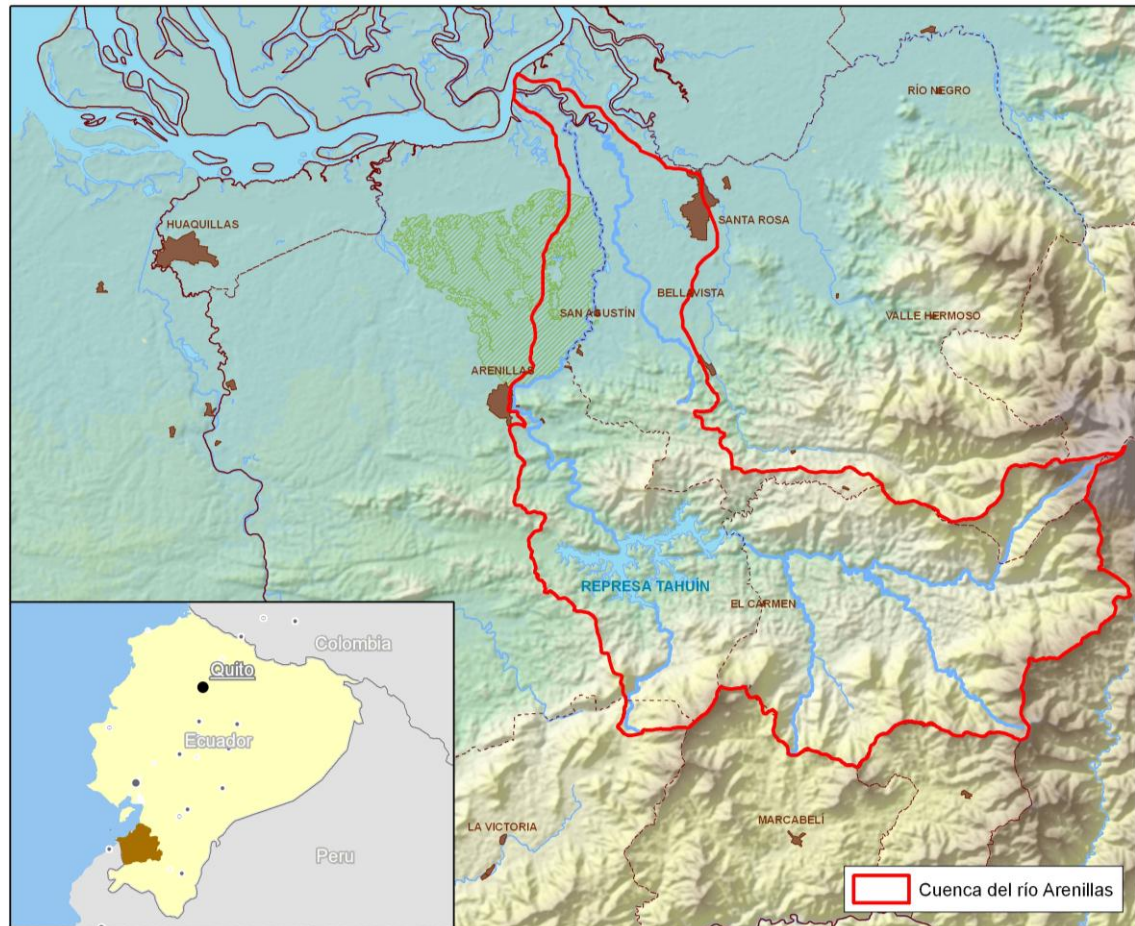 RÍO NEGRO
HUAQUILLAS
SANTA ROSA
BELLAVISTA
SAN AGUSTÍN
VALLE HERMOSO
ARENILLAS
REPRESA TAHUÍN
EL CARMEN
LA VICTORIA
MARCABELÍ
Colombia
Quito
Ecuador
Peru
Cuenca del río Arenillas